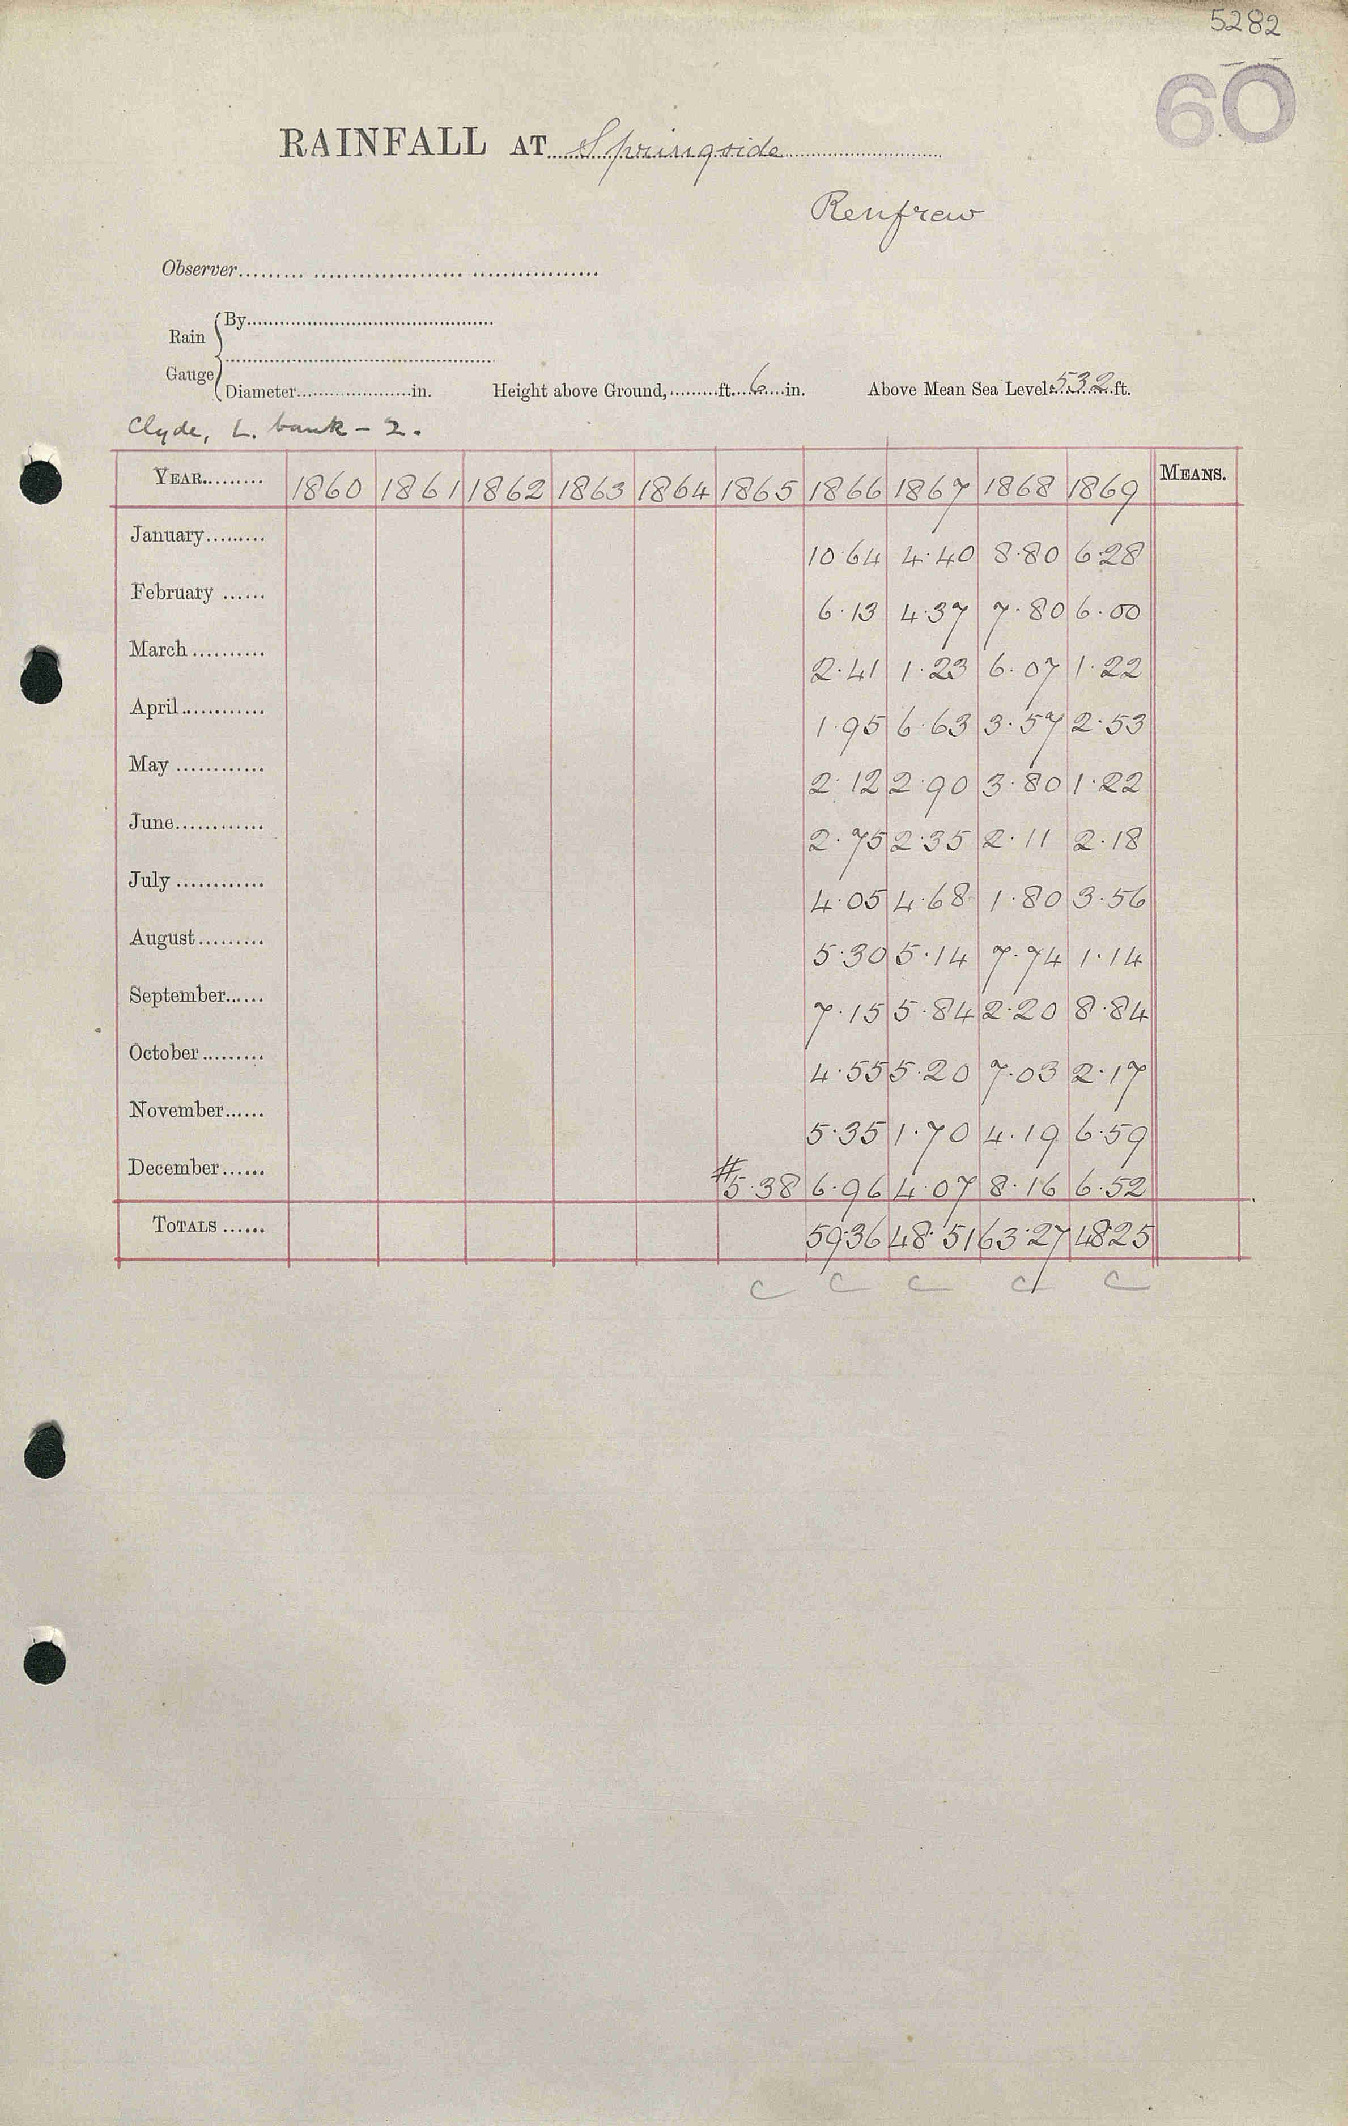 5282
60
RAINFALL AT Springside
Renfrew
Observer
Rain Gauge By
Diameter in. Height above Ground, ft. 6 in. Above Mean Sea Level 532 ft.
Clyde, L. bank - 2.
YEAR 1860 1861 1862 1863 1864 1865 1866 1867 1868 1869 MEANS.
January 10.64 4.40 8.80 6.28
February 6.13 4.37 7.80 6.00
March 2.41 1.23 6.07 1.22
April 1.95 6.63 3.57 2.53
May 2.12 2.90 3.80 1.22
June 2.75 2.35 2.11 2.18
July 4.05 4.68 1.80 3.56
August 5.30 5.14 7.74 1.14
September 7.15 5.84 2.20 8.84
October 4.55 5.20 7.03 2.17
November 5.35 1.70 4.19 6.59
December #5.38 6.96 4.07 8.16 6.52
TOTALS 59.36 48.51 63.27 48.25
c c c c c